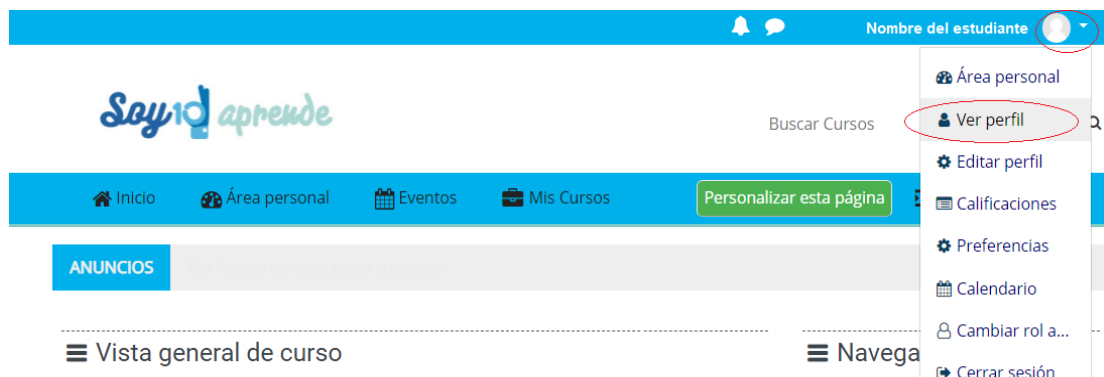 Nombre del estudiante
Soy10 aprende
Buscar Cursos
Área personal
Ver perfil
Editar perfil
Calificaciones
Preferencias
Calendario
Cambiar rol a...
Cerrar sesión
Inicio
Área personal
Eventos
Mis Cursos
Personalizar esta página
ANUNCIOS
Vista general de curso
Navega